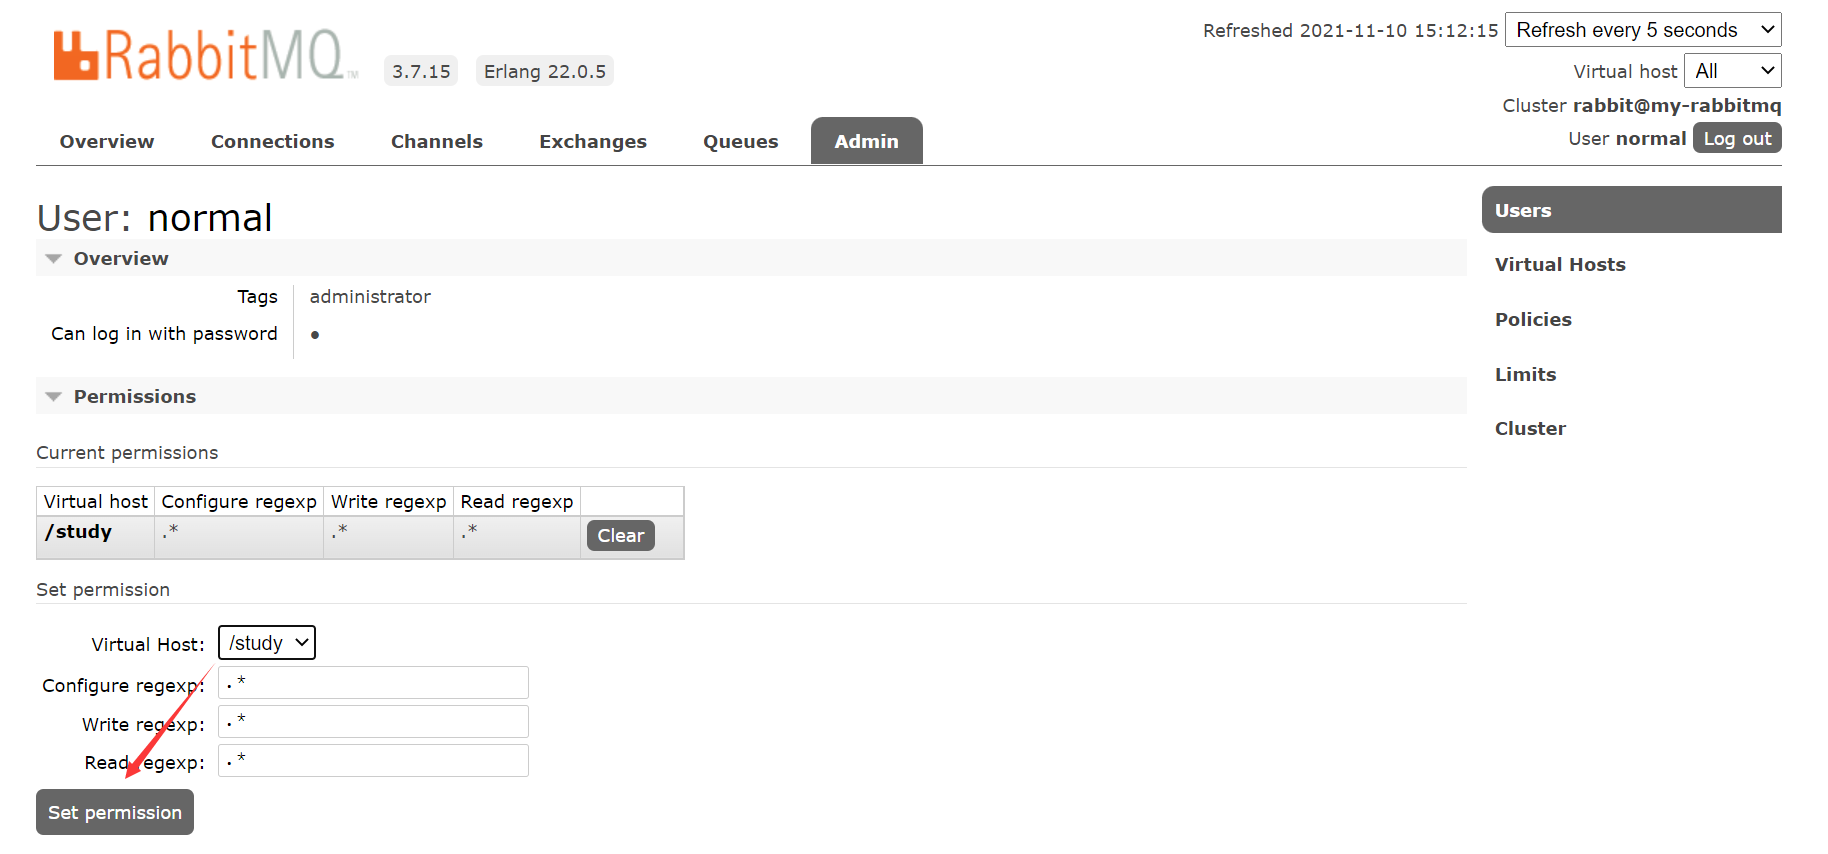 RabbitMQ TM 3.7.15 Erlang 22.0.5
Refreshed 2021-11-10 15:12:15 Refresh every 5 seconds
Virtual host All
Cluster rabbit@my-rabbitmq
User normal Log out
Overview Connections Channels Exchanges Queues Admin
User: normal
Overview
Tags administrator
Can log in with password ●
Permissions
Current permissions
Virtual host Configure regexp Write regexp Read regexp
/study .* .* .* Clear
Set permission
Virtual Host: /study
Configure regexp: .*
Write regexp: .*
Read regexp: .*
Set permission
Users
Virtual Hosts
Policies
Limits
Cluster